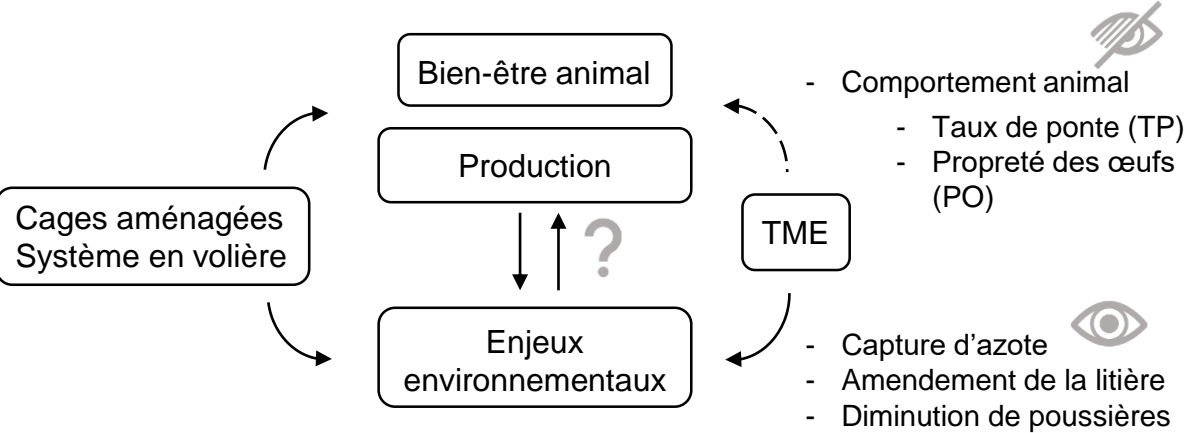 Bien-être animal
Production
Cages aménagées
Système en volière
?
TME
Enjeux
environnementaux
- Comportement animal
- Taux de ponte (TP)
- Propreté des œufs
(PO)
- Capture d'azote
- Amendement de la litière
- Diminution de poussières